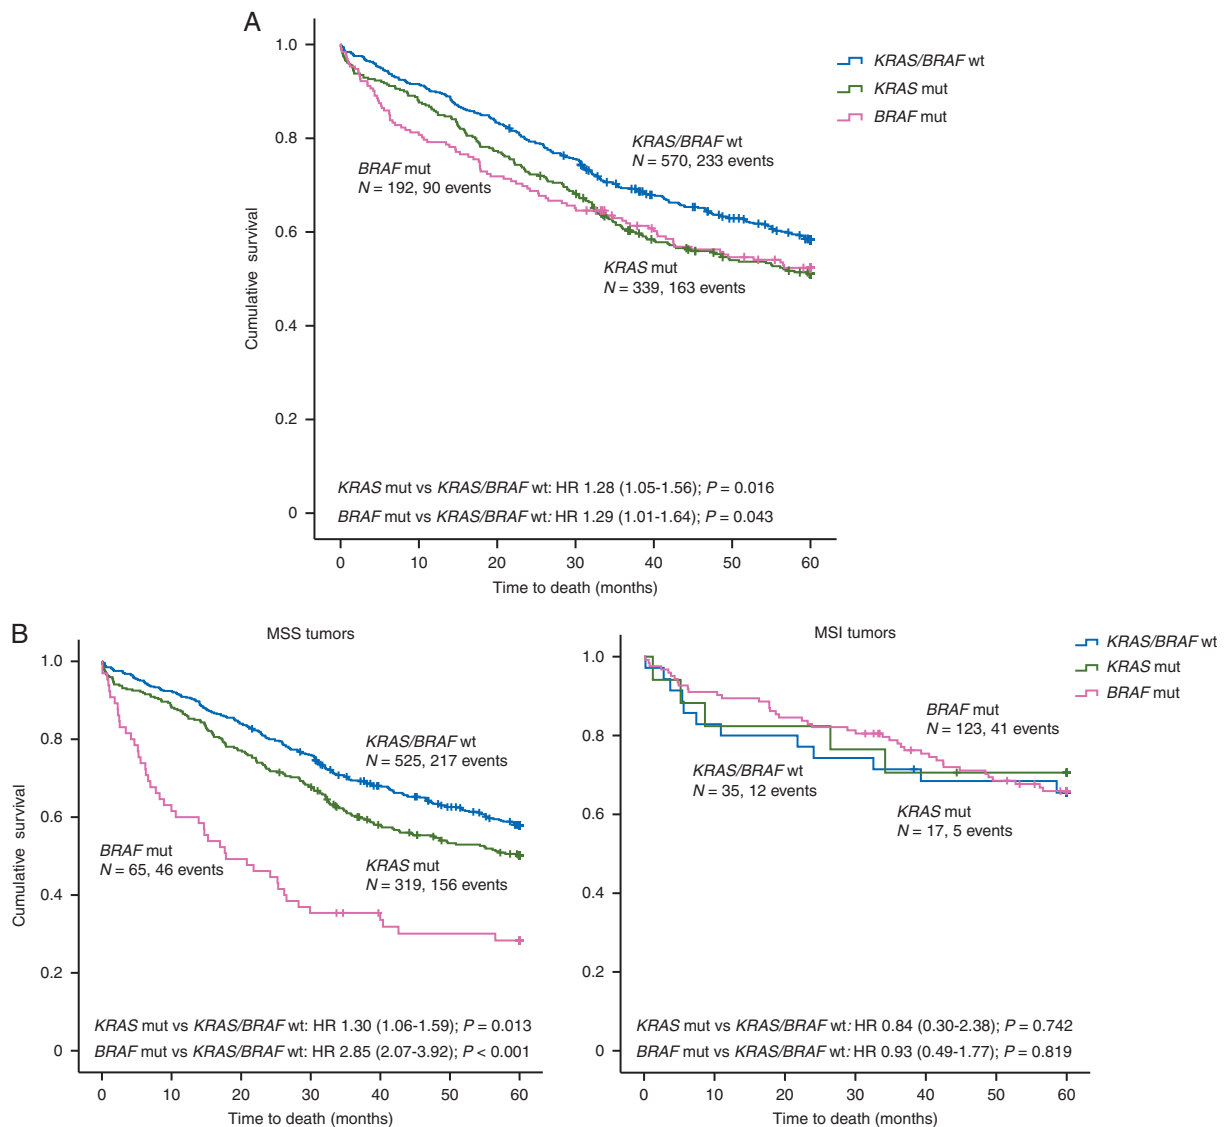 A
1.0
0.8
0.6
0.4
0.2
0
Cumulative survival
KRAS/BRAF wt
KRAS mut
BRAF mut
KRAS/BRAF wt
N = 570, 233 events
BRAF mut
N = 192, 90 events
KRAS mut
N = 339, 163 events
KRAS mut vs KRAS/BRAF wt: HR 1.28 (1.05-1.56); P = 0.016
BRAF mut vs KRAS/BRAF wt: HR 1.29 (1.01-1.64); P = 0.043
0 10 20 30 40 50 60
Time to death (months)
B
MSS tumors
1.0
0.8
0.6
0.4
0.2
0
Cumulative survival
KRAS/BRAF wt
N = 525, 217 events
BRAF mut
N = 65, 46 events
KRAS mut
N = 319, 156 events
KRAS mut vs KRAS/BRAF wt: HR 1.30 (1.06-1.59); P = 0.013
BRAF mut vs KRAS/BRAF wt: HR 2.85 (2.07-3.92); P < 0.001
0 10 20 30 40 50 60
Time to death (months)
MSI tumors
KRAS/BRAF wt
KRAS mut
BRAF mut
1.0
0.8
0.6
0.4
0.2
0
BRAF mut
N = 123, 41 events
KRAS/BRAF wt
N = 35, 12 events
KRAS mut
N = 17, 5 events
KRAS mut vs KRAS/BRAF wt: HR 0.84 (0.30-2.38); P = 0.742
BRAF mut vs KRAS/BRAF wt: HR 0.93 (0.49-1.77); P = 0.819
0 10 20 30 40 50 60
Time to death (months)